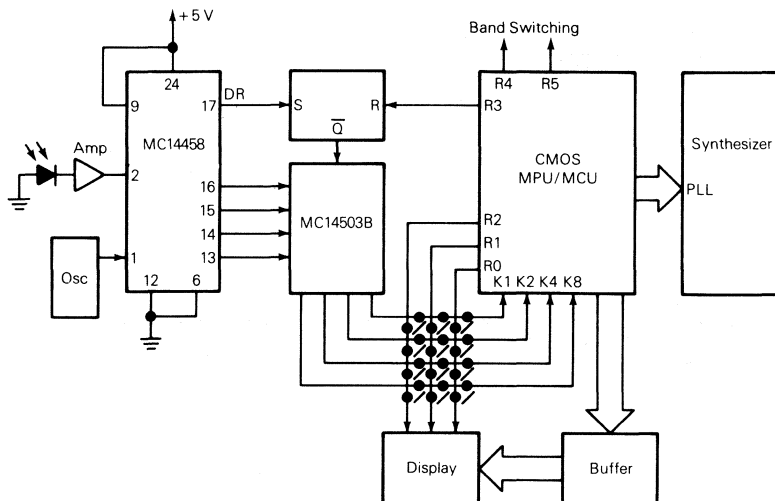 +5 V
24
9
17
DR
MC14458
Amp
2
16
15
14
13
Osc
1
12
6
S
R
Q̅
MC14503B
Band Switching
R4
R5
R3
CMOS
MPU/MCU
R2
R1
R0
K1 K2 K4 K8
Synthesizer
PLL
Display
Buffer